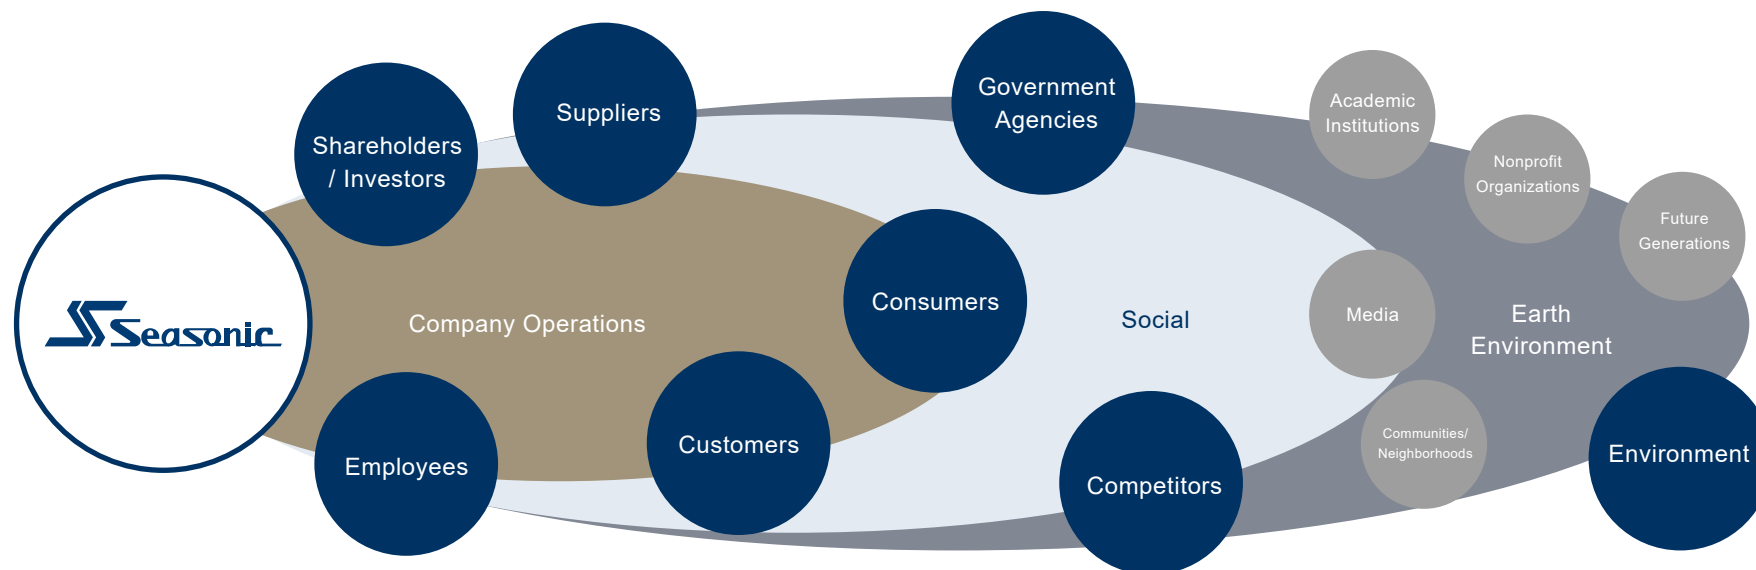 Seasonic
Shareholders
/ Investors
Suppliers
Government
Agencies
Academic
Institutions
Nonprofit
Organizations
Future
Generations
Company Operations
Consumers
Social
Media
Earth
Environment
Employees
Customers
Competitors
Communities/
Neighborhoods
Environment